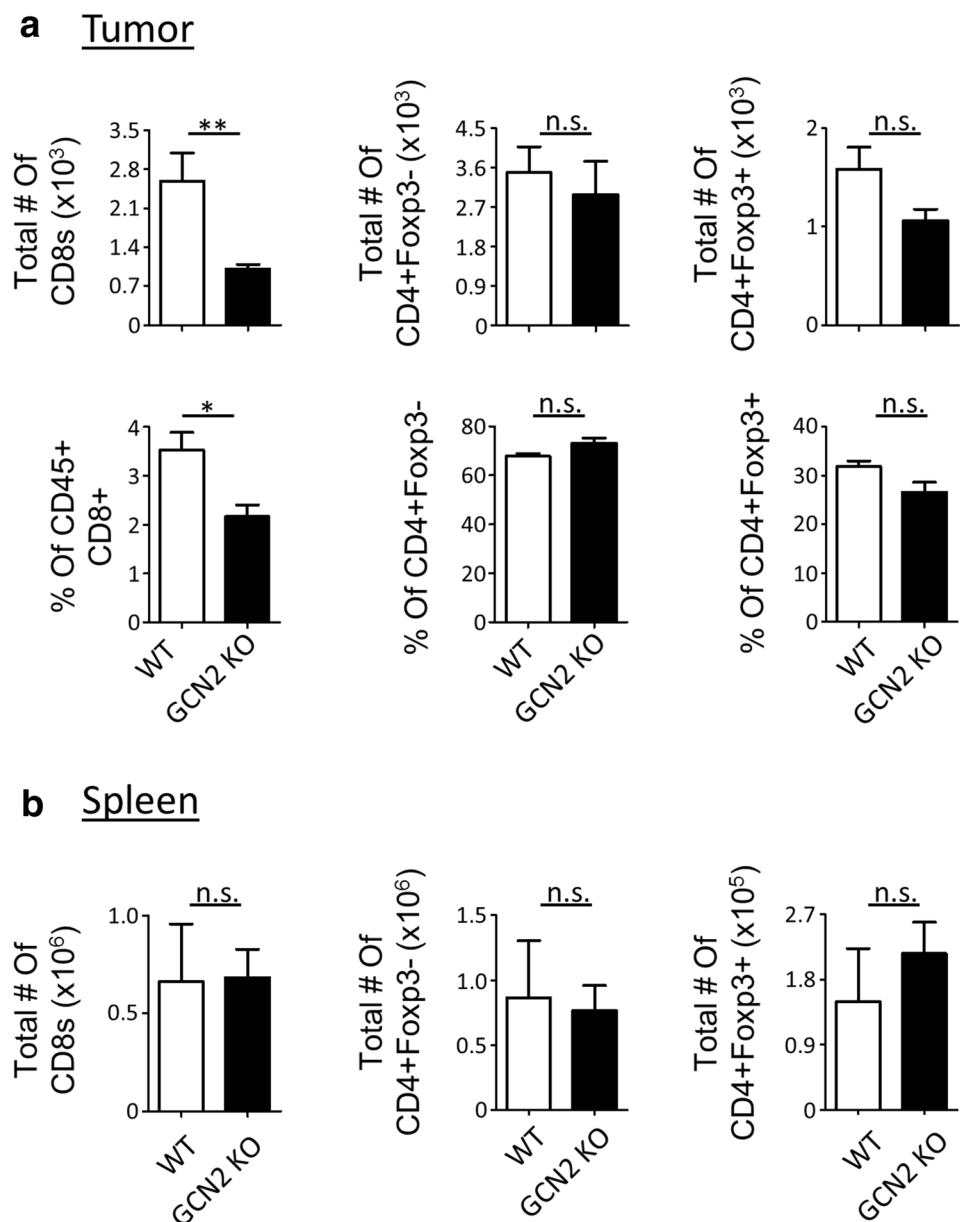 a Tumor
Total # Of
CD8s (x10³)
3.5
2.8
2.1
1.4
0.7
0
**
Total # Of
CD4+Foxp3- (x10³)
4.5
3.6
2.7
1.8
0.9
0
n.s.
Total # Of
CD4+Foxp3+ (x10³)
2
1
0
n.s.
% Of CD45+
CD8+
4
3
2
1
0
*
WT
GCN2 KO
% Of CD4+Foxp3-
80
60
40
20
0
n.s.
WT
GCN2 KO
% Of CD4+Foxp3+
40
30
20
10
0
n.s.
WT
GCN2 KO
b Spleen
Total # Of
CD8s (x10⁶)
1.0
0.5
0
n.s.
WT
GCN2 KO
Total # Of
CD4+Foxp3- (x10⁶)
1.5
1.0
0.5
0
n.s.
WT
GCN2 KO
Total # Of
CD4+Foxp3+ (x10⁵)
2.7
1.8
0.9
0
n.s.
WT
GCN2 KO